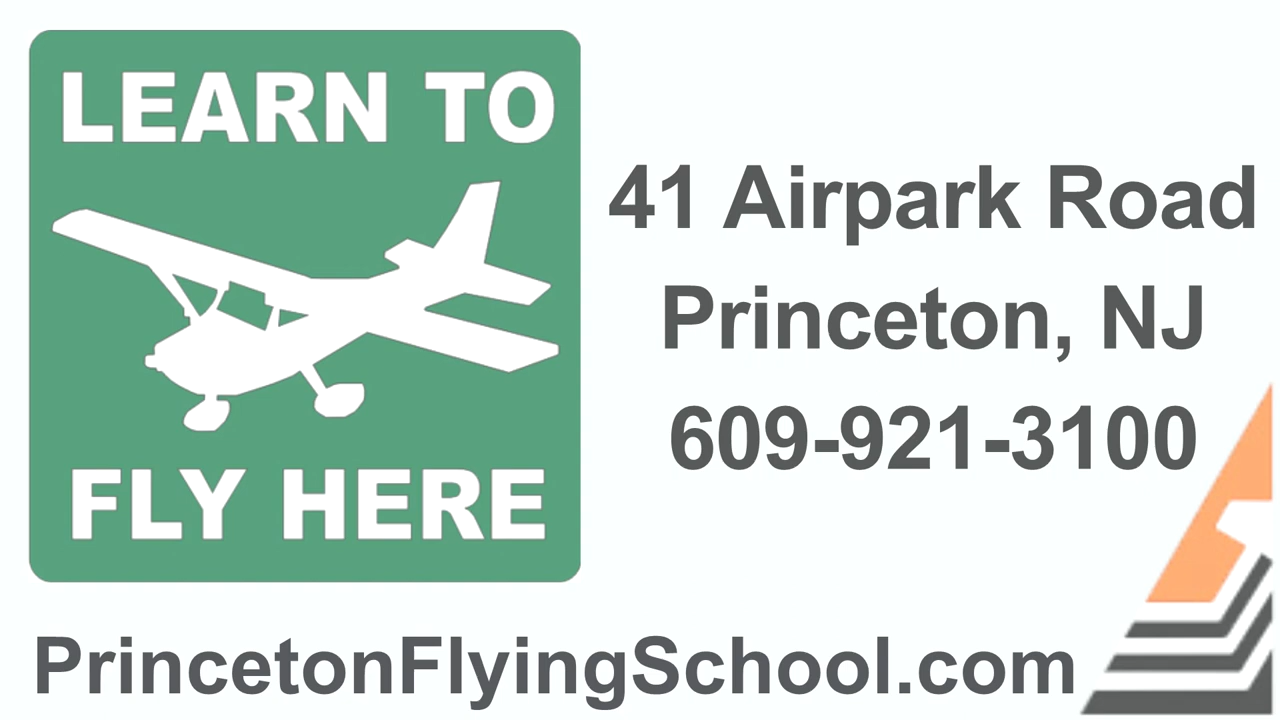 LEARN TO
FLY HERE
41 Airpark Road
Princeton, NJ
609-921-3100
PrincetonFlyingSchool.com